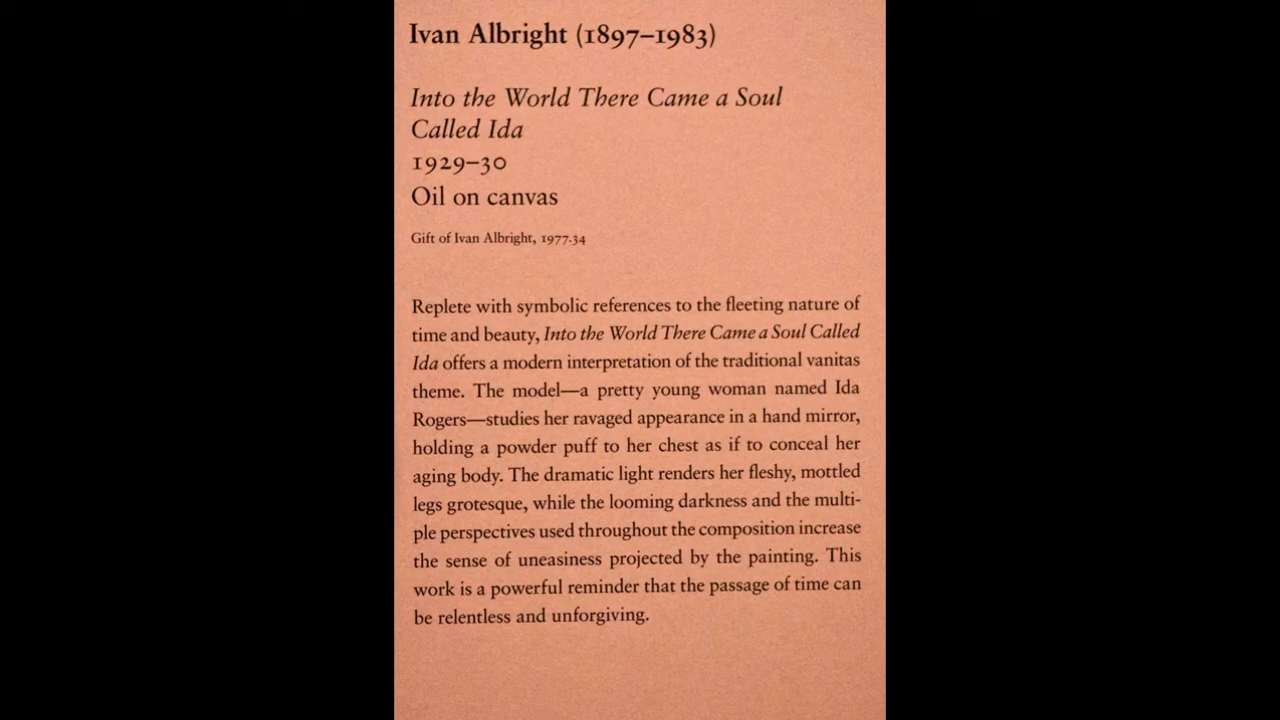 Ivan Albright (1897–1983)
Into the World There Came a Soul
Called Ida
1929–30
Oil on canvas
Gift of Ivan Albright, 1977.34
Replete with symbolic references to the fleeting nature of
time and beauty, Into the World There Came a Soul Called
Ida offers a modern interpretation of the traditional vanitas
theme. The model—a pretty young woman named Ida
Rogers—studies her ravaged appearance in a hand mirror,
holding a powder puff to her chest as if to conceal her
aging body. The dramatic light renders her fleshy, mottled
legs grotesque, while the looming darkness and the multi-
ple perspectives used throughout the composition increase
the sense of uneasiness projected by the painting. This
work is a powerful reminder that the passage of time can
be relentless and unforgiving.